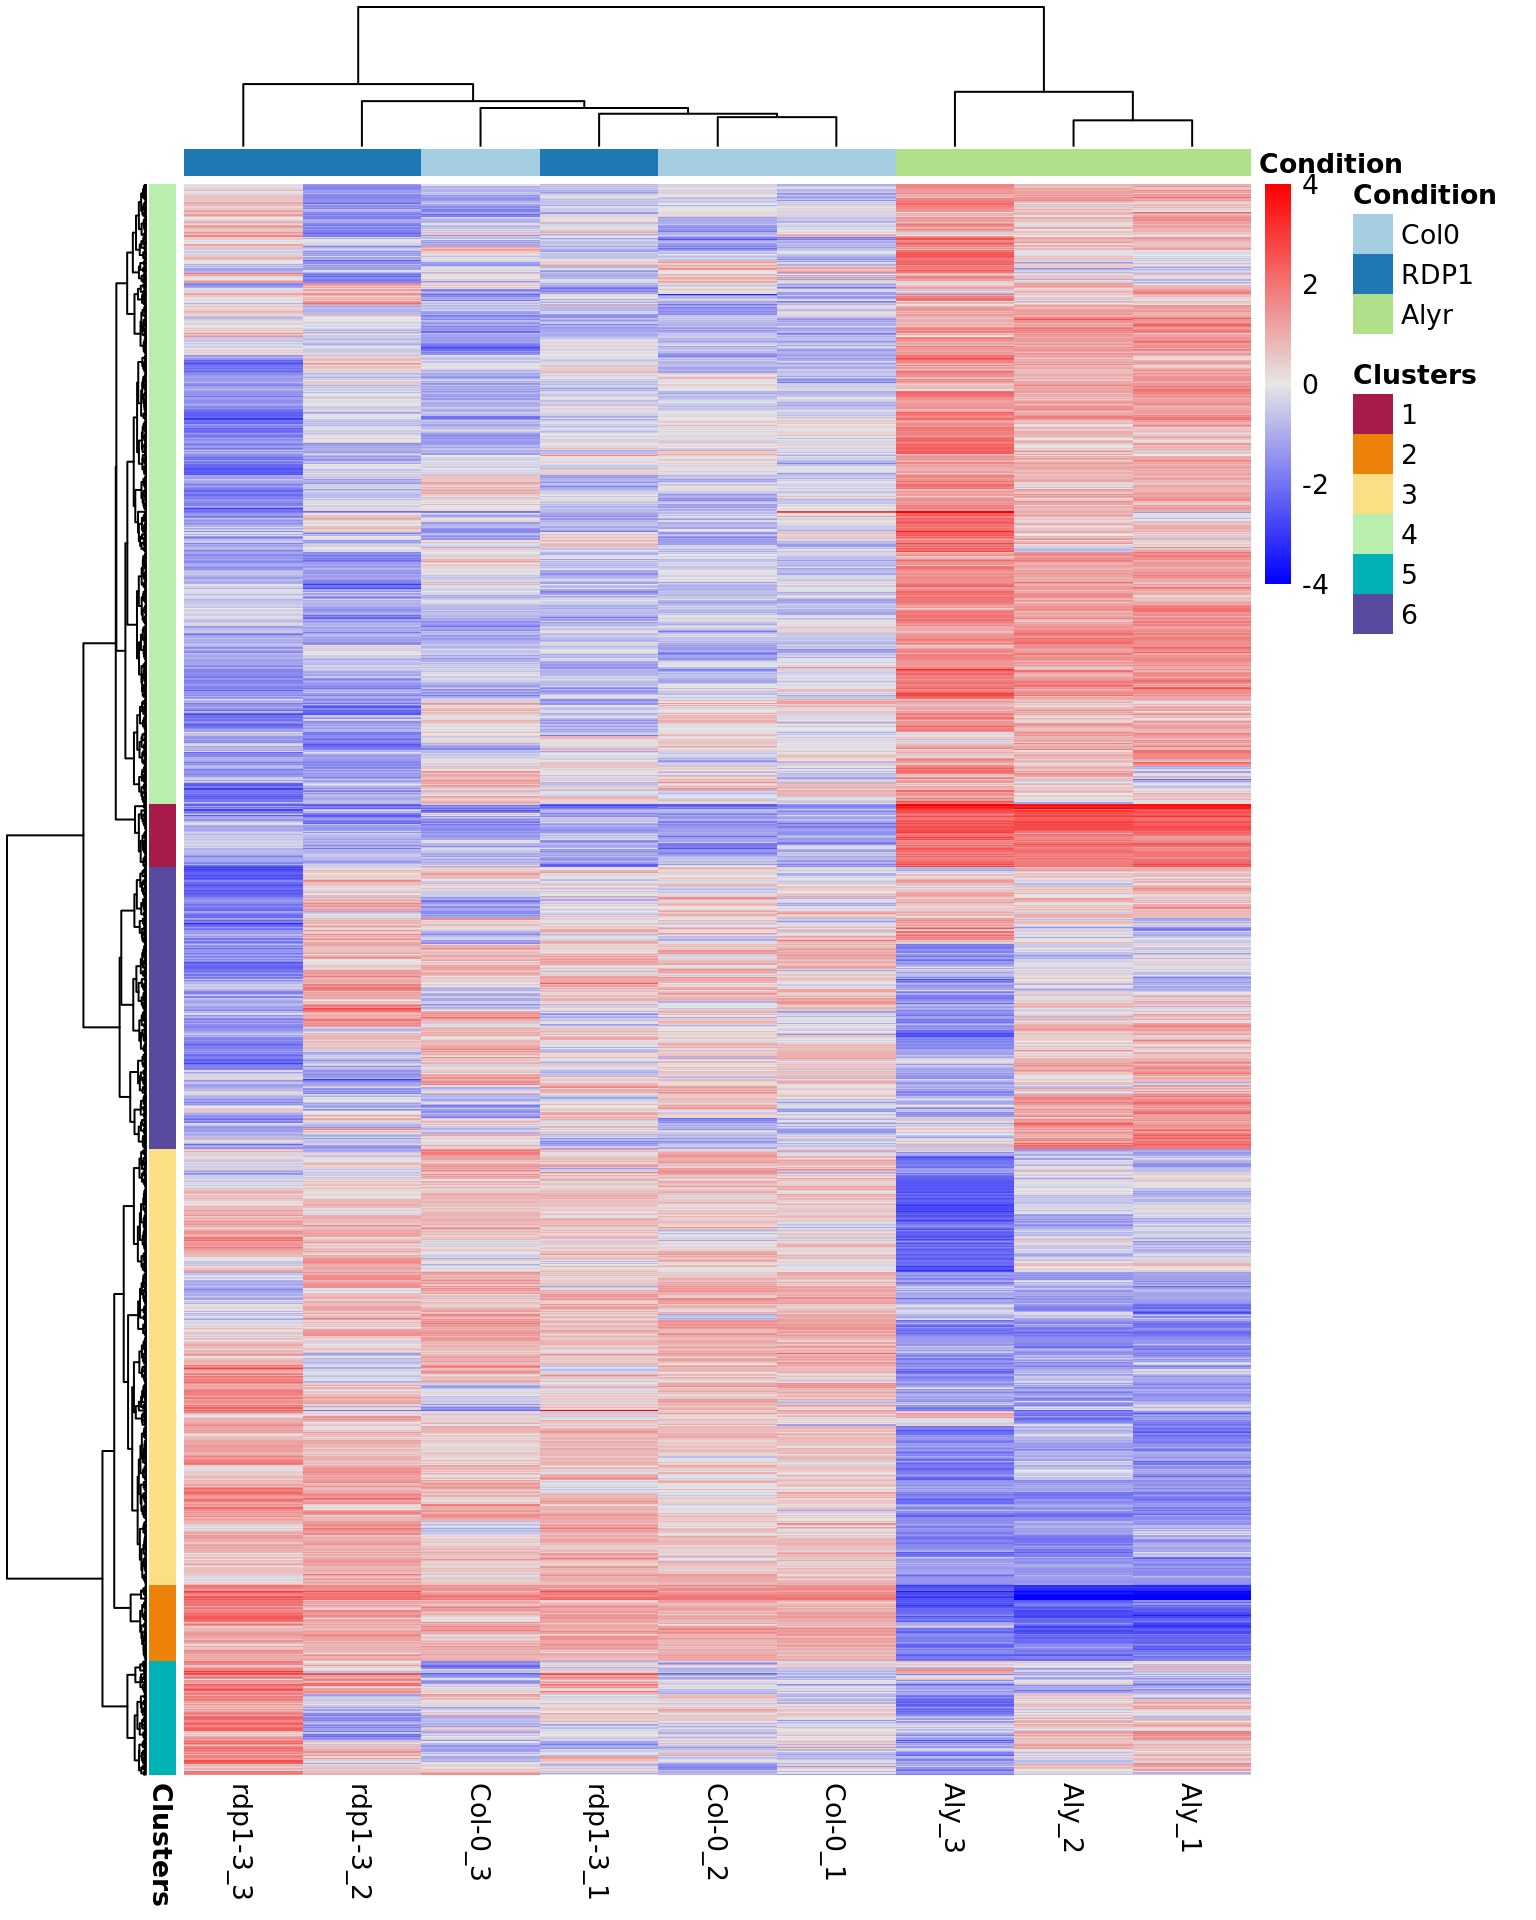 Condition
4
2
0
-2
-4
Condition
Col0
RDP1
Alyr
Clusters
1
2
3
4
5
6
Clusters
rdp1-3_3
rdp1-3_2
Col-0_3
rdp1-3_1
Col-0_2
Col-0_1
Aly_3
Aly_2
Aly_1